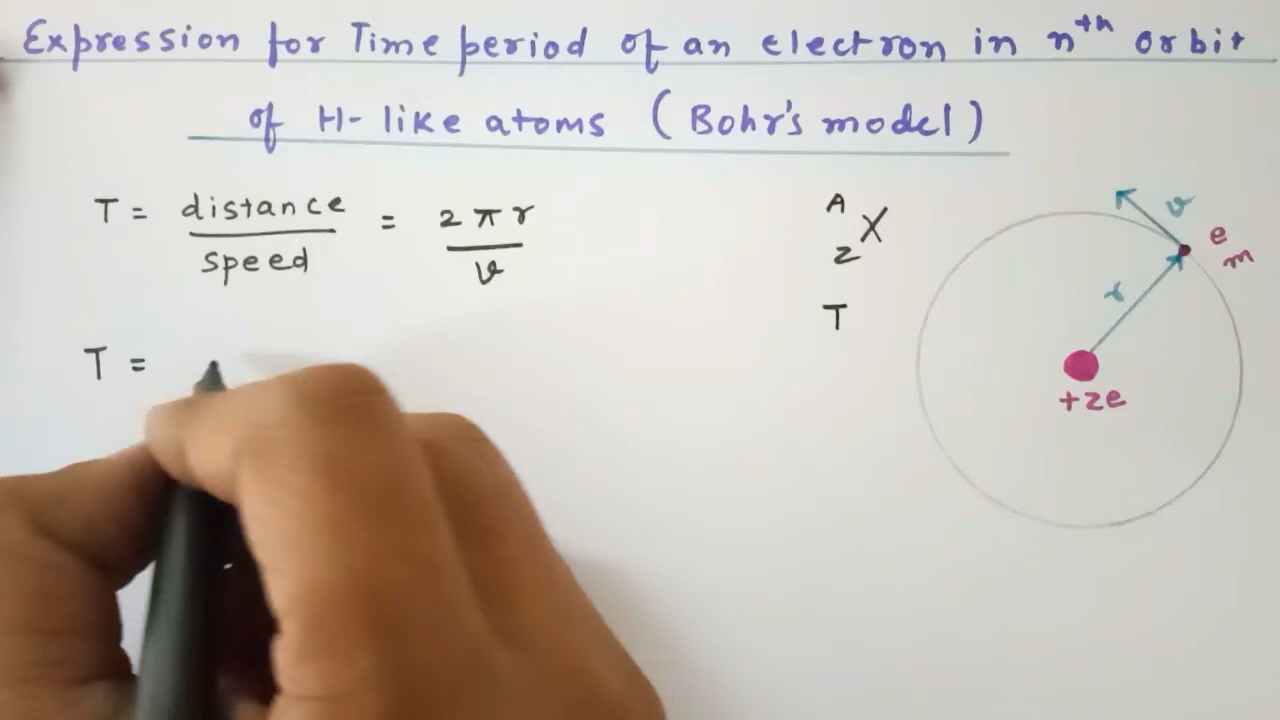 Expression for Time period of an electron in nth orbit
of H-like atoms (Bohr's model)
T = distance / speed = 2πr / v
A
Z X
T
v
e
m
r
+ze
T =